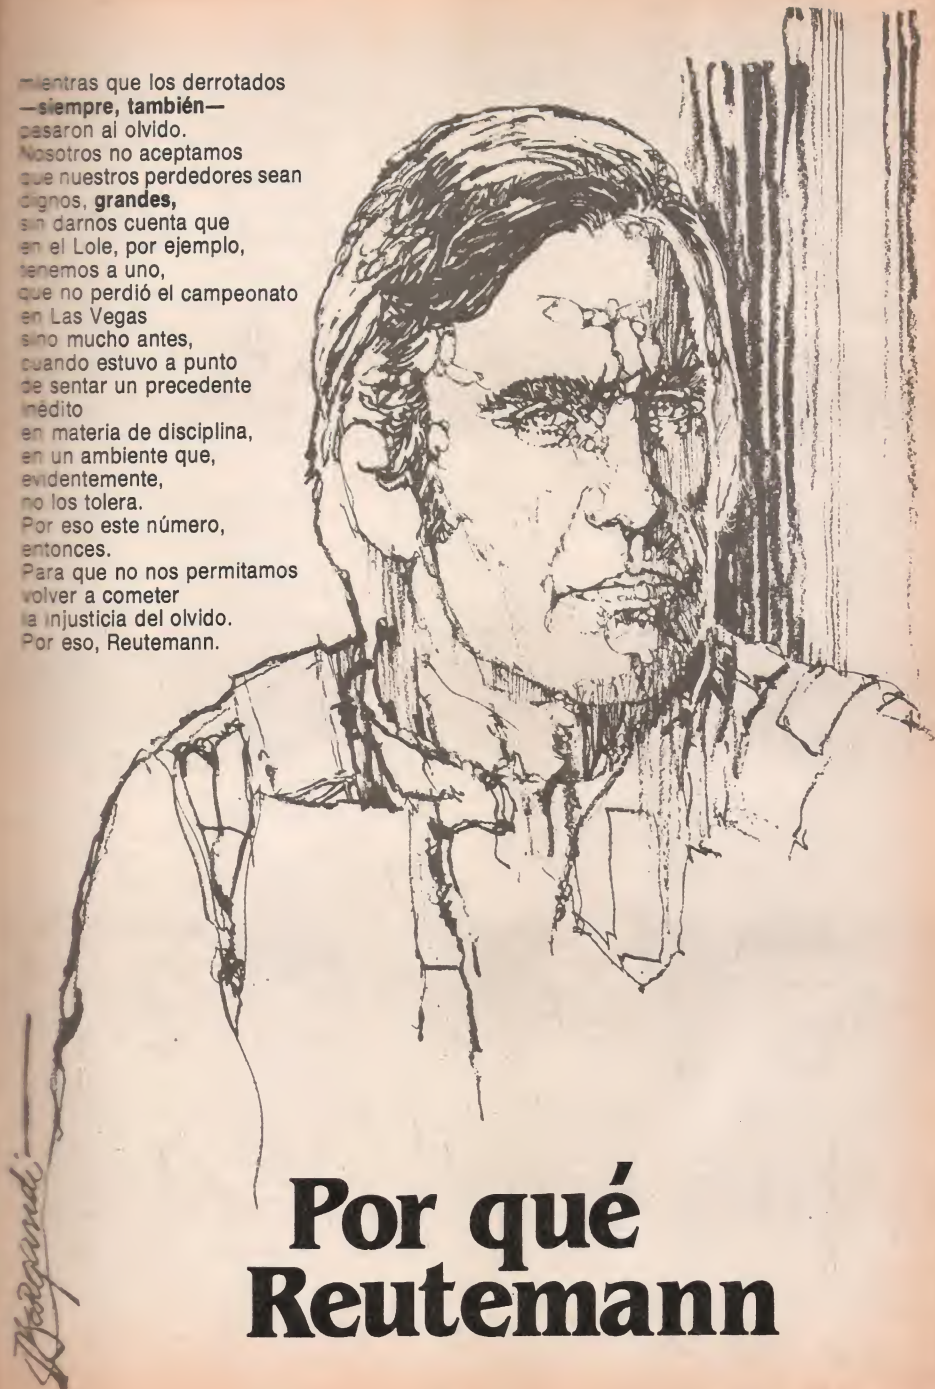 mientras que los derrotados
—siempre, también—
pasaron al olvido.
Nosotros no aceptamos
que nuestros perdedores sean
dignos, grandes,
sin darnos cuenta que
en el Lole, por ejemplo,
tenemos a uno,
que no perdió el campeonato
en Las Vegas
sino mucho antes,
cuando estuvo a punto
de sentar un precedente
inédito
en materia de disciplina,
en un ambiente que,
evidentemente,
no los tolera.
Por eso este número,
entonces.
Para que no nos permitamos
volver a cometer
la injusticia del olvido.
Por eso, Reutemann.
Por qué
Reutemann